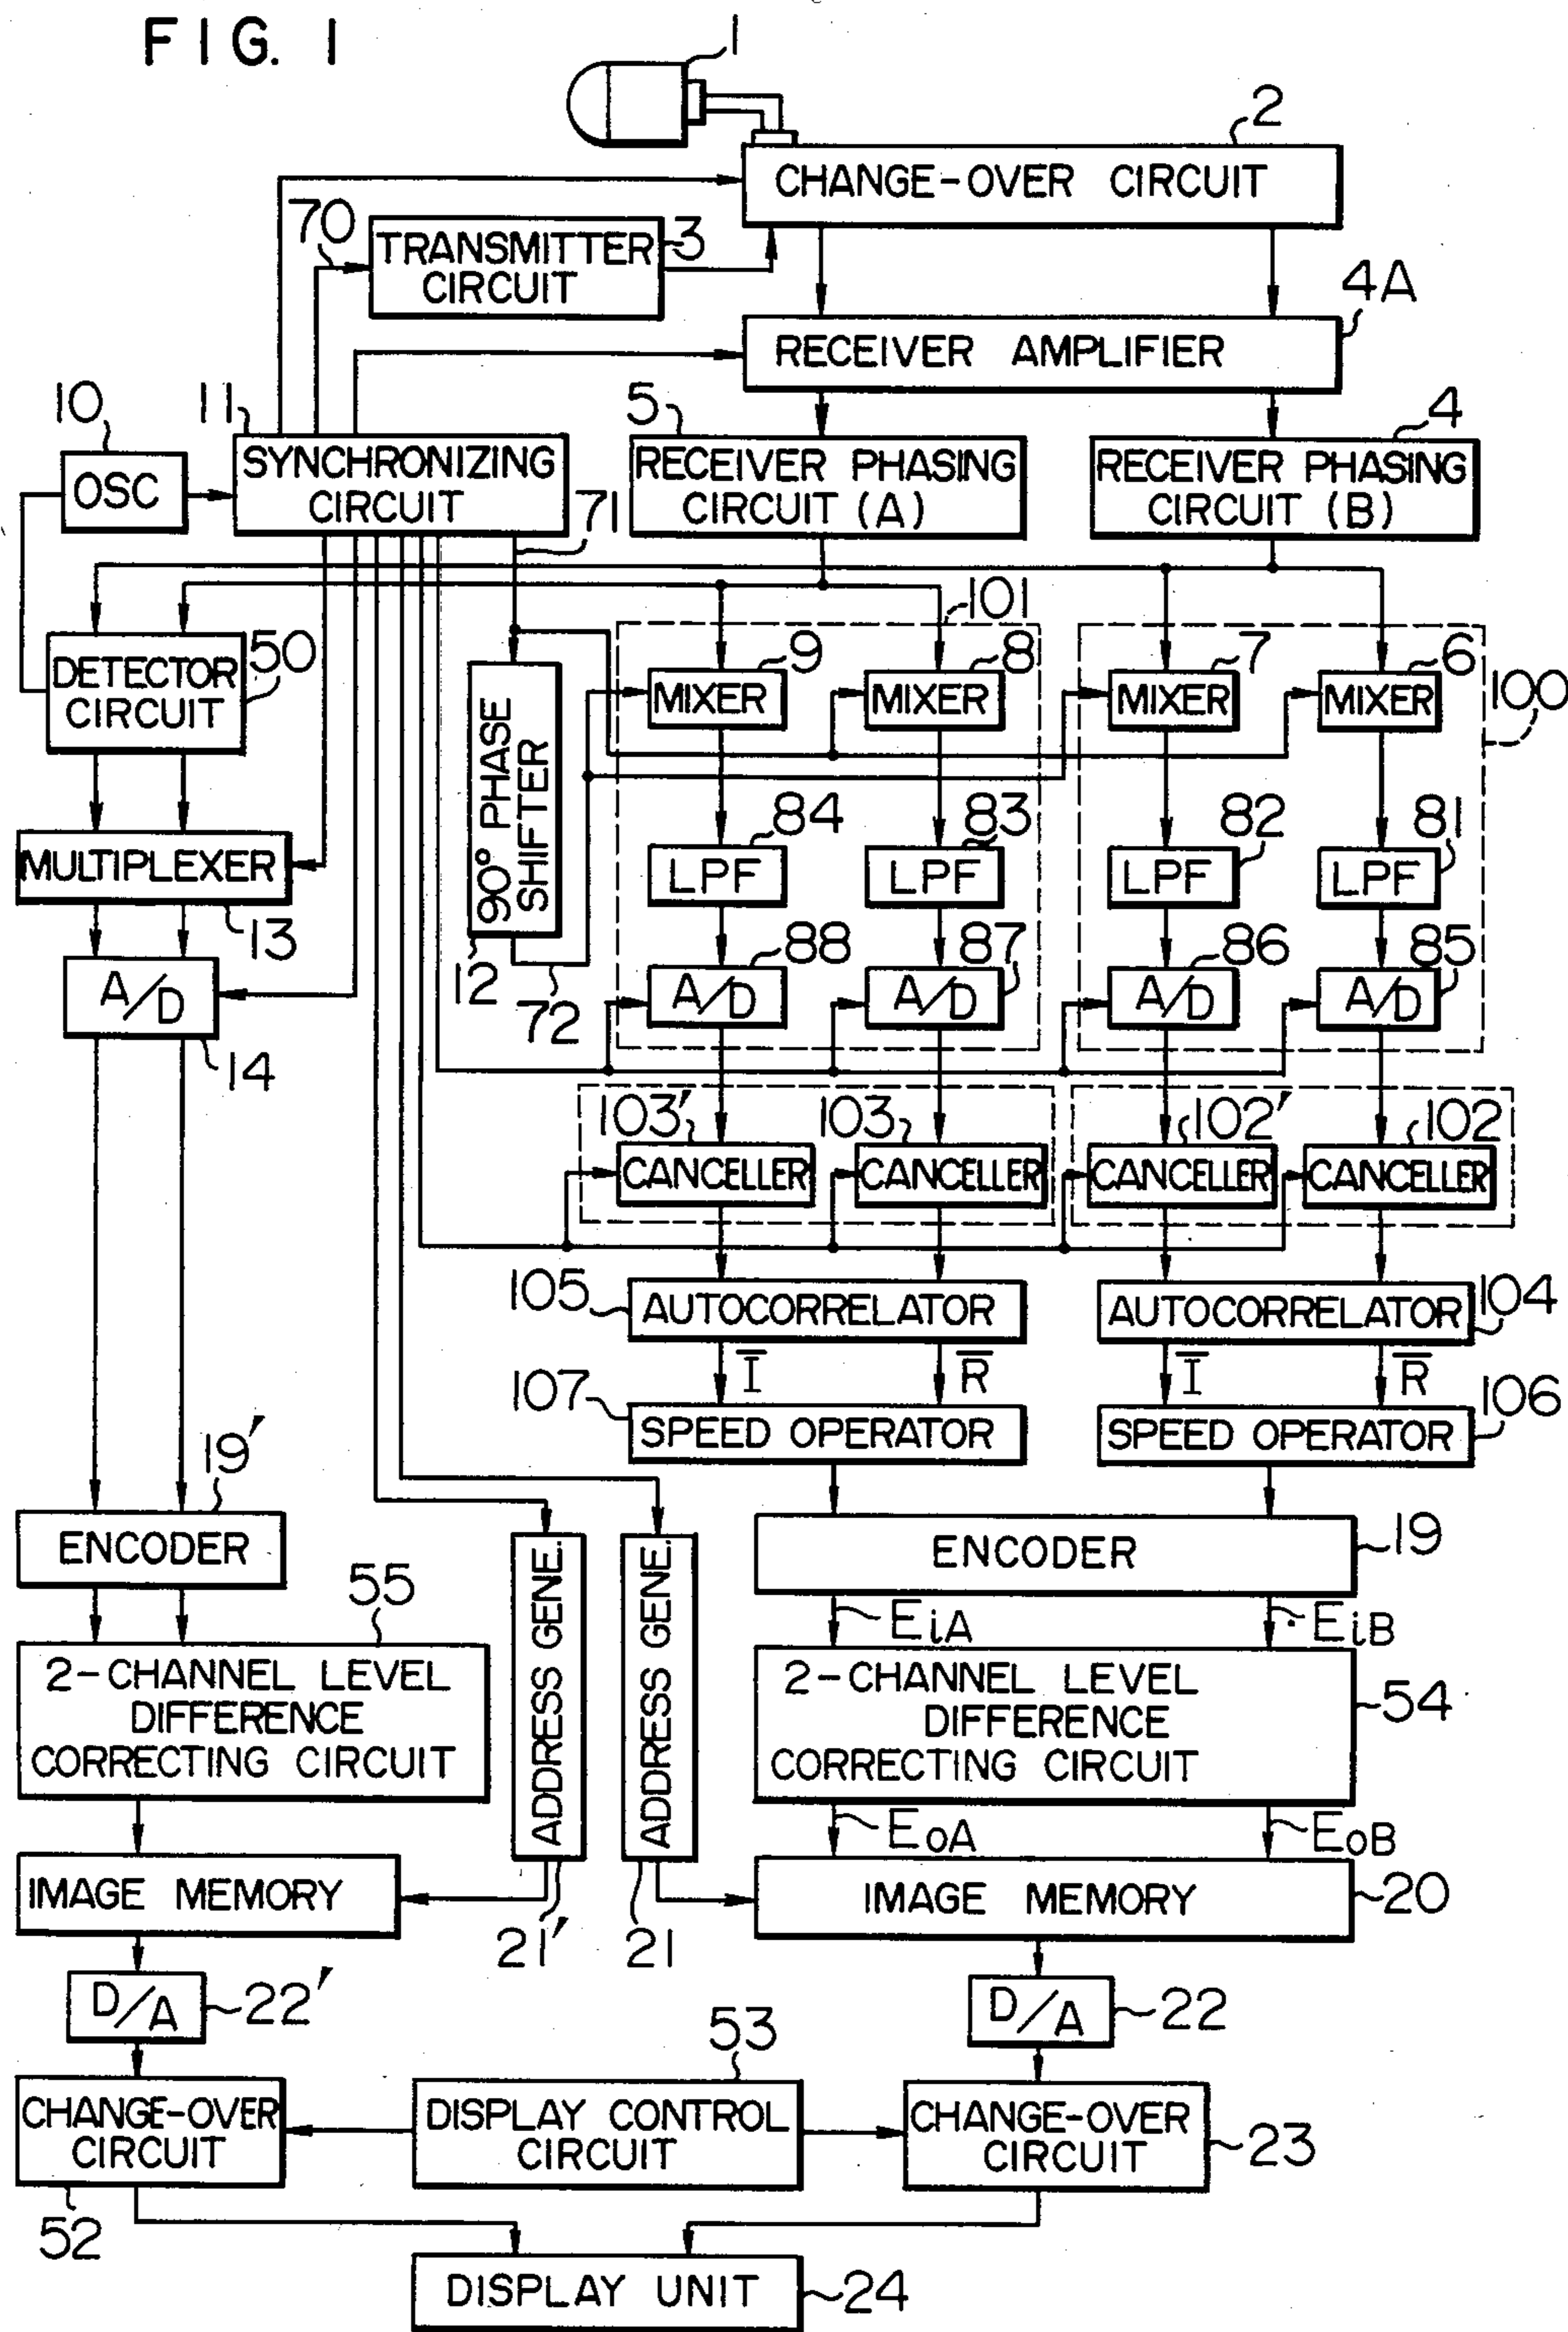 FIG. 1
1
2
CHANGE-OVER CIRCUIT
70
TRANSMITTER
CIRCUIT
3
4A
RECEIVER AMPLIFIER
10
11
5
4
OSC
SYNCHRONIZING
CIRCUIT
71
RECEIVER PHASING
CIRCUIT (A)
RECEIVER PHASING
CIRCUIT (B)
101
DETECTOR
CIRCUIT
50
9
8
7
6
100
MIXER
MIXER
MIXER
MIXER
90° PHASE
SHIFTER
84
83
82
81
MULTIPLEXER
LPF
LPF
LPF
LPF
13
12
72
88
87
86
85
A/D
A/D
A/D
A/D
A/D
14
103'
103
102'
102
CANCELLER
CANCELLER
CANCELLER
CANCELLER
105
AUTOCORRELATOR
AUTOCORRELATOR
104
I
R
I
R
107
SPEED OPERATOR
SPEED OPERATOR
106
19'
ENCODER
ENCODER
19
55
EiA
EiB
2-CHANNEL LEVEL
DIFFERENCE
CORRECTING CIRCUIT
ADDRESS GENE.
ADDRESS GENE.
2-CHANNEL LEVEL
DIFFERENCE
CORRECTING CIRCUIT
54
EoA
EoB
IMAGE MEMORY
21'
21
IMAGE MEMORY
20
D/A
22'
D/A
22
53
CHANGE-OVER
CIRCUIT
DISPLAY CONTROL
CIRCUIT
CHANGE-OVER
CIRCUIT
23
52
DISPLAY UNIT
24